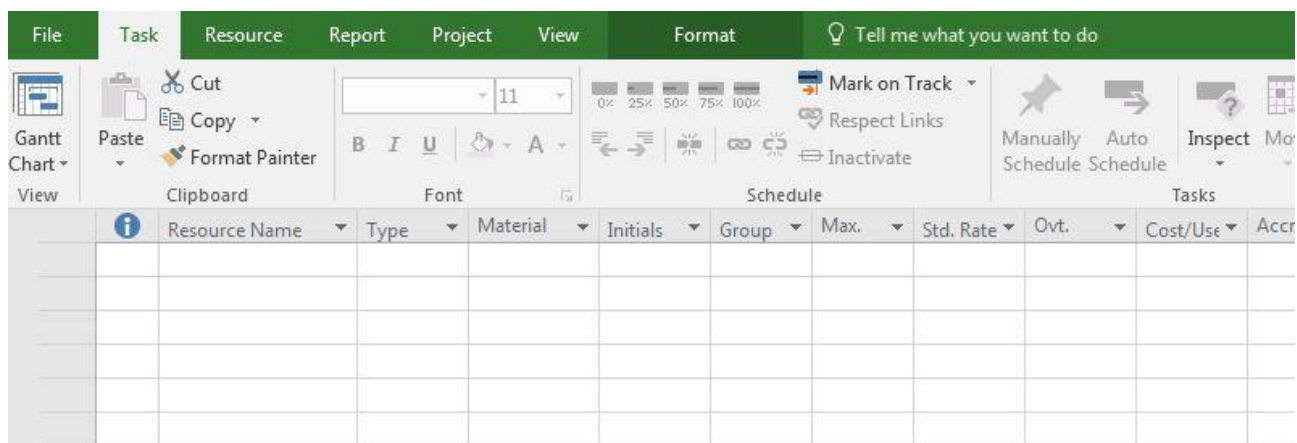 File Task Resource Report Project View Format Tell me what you want to do
Cut
Mark on Track
11
0% 25% 50% 75% 100%
Copy
Respect Links
Gantt Chart
Paste
B I U A
Manually Schedule
Auto Schedule
Inspect
Format Painter
Inactivate
View Clipboard Font Schedule Tasks
Resource Name Type Material Initials Group Max. Std. Rate Ovt. Cost/Use